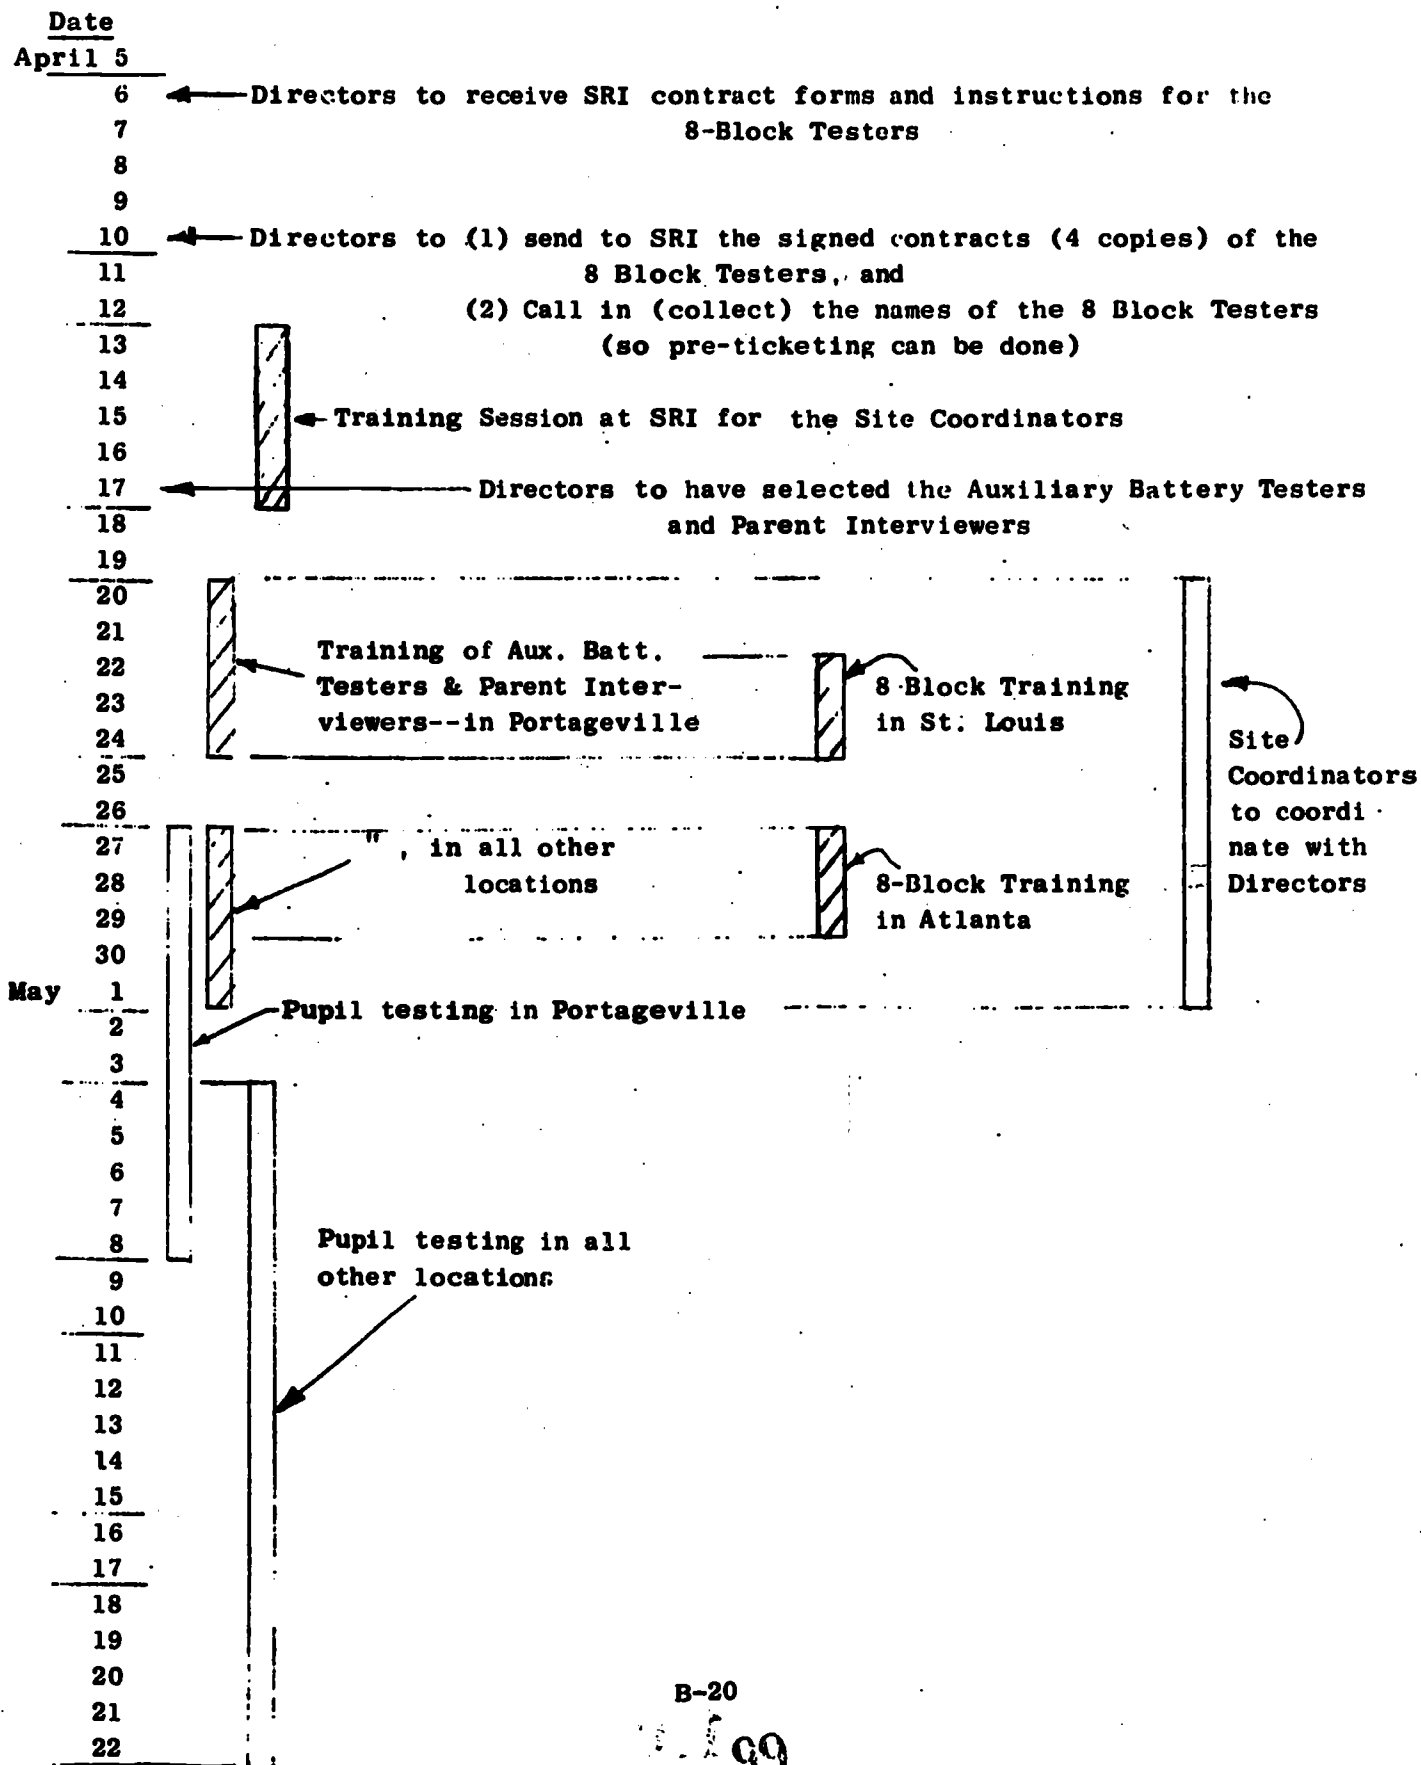 Date
April 5
6 Directors to receive SRI contract forms and instructions for the
7 8-Block Testers
8
9
10 Directors to (1) send to SRI the signed contracts (4 copies) of the
11 8 Block Testers, and
12 (2) Call in (collect) the names of the 8 Block Testers
13 (so pre-ticketing can be done)
14
15 Training Session at SRI for the Site Coordinators
16
17 Directors to have selected the Auxiliary Battery Testers
18 and Parent Interviewers
19
20
21
22 Training of Aux. Batt.
Testers & Parent Inter-
viewers--in Portageville
8-Block Training
in St. Louis
23
24
Site
Coordinators
to coordi
nate with
Directors
25
26
27 ", in all other
28 locations
8-Block Training
in Atlanta
29
30
May 1
Pupil testing in Portageville
2
3
4
5
6
7
8
Pupil testing in all
other locations
9
10
11
12
13
14
15
16
17
18
19
20
21
22
B-20
99